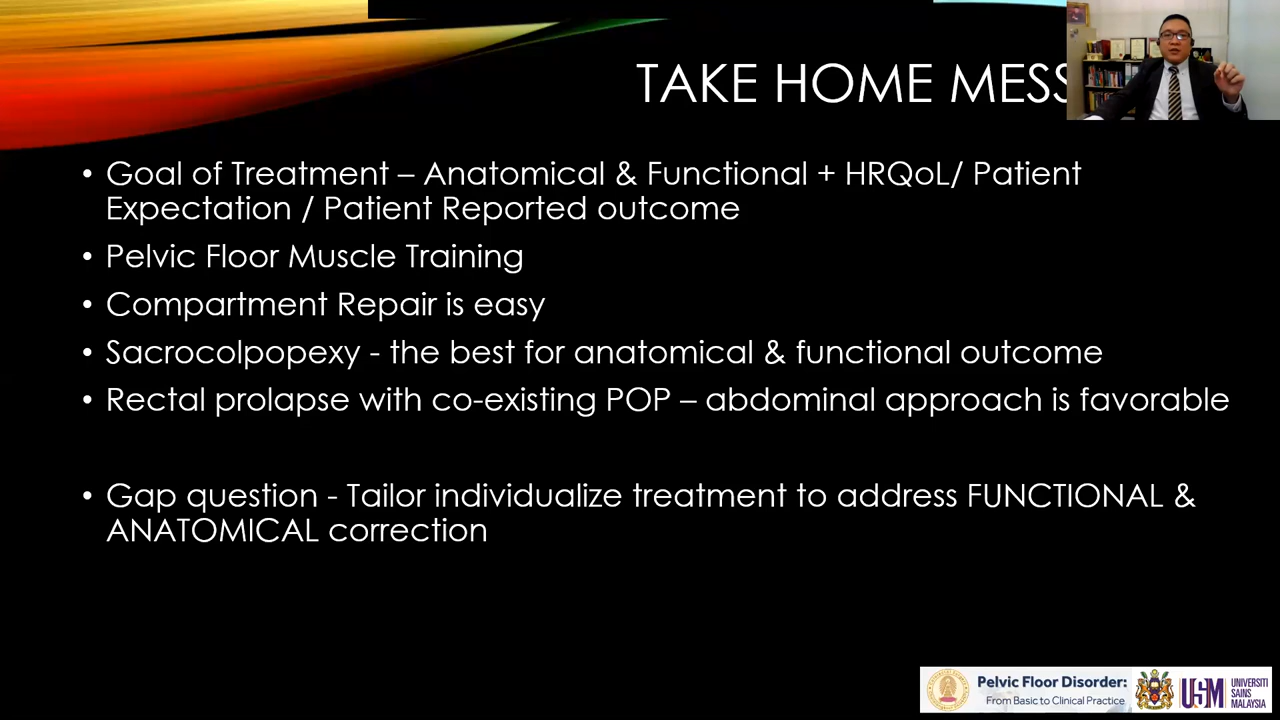 TAKE HOME MESS
• Goal of Treatment – Anatomical & Functional + HRQoL/ Patient
Expectation / Patient Reported outcome
• Pelvic Floor Muscle Training
• Compartment Repair is easy
• Sacrocolpopexy - the best for anatomical & functional outcome
• Rectal prolapse with co-existing POP – abdominal approach is favorable
• Gap question - Tailor individualize treatment to address FUNCTIONAL &
ANATOMICAL correction
Pelvic Floor Disorder:
From Basic to Clinical Practice
USM
UNIVERSITI
SAINS
MALAYSIA